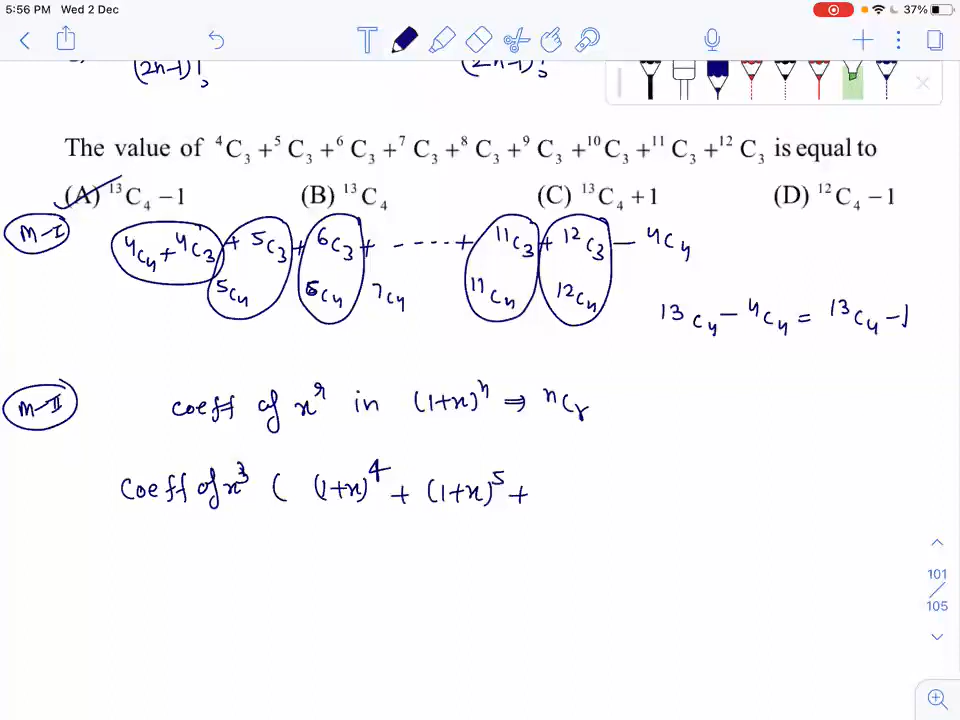 5:56 PM Wed 2 Dec 37%
(2n-1)! (2n-1)!
The value of ⁴C₃ +⁵C₃ +⁶C₃ +⁷C₃ +⁸C₃ +⁹C₃ +¹⁰C₃ +¹¹C₃ +¹²C₃ is equal to
(A) ¹³C₄ −1 (B) ¹³C₄ (C) ¹³C₄ +1 (D) ¹²C₄ −1
M-I
⁴C₄ + ⁴C₃ + ⁵C₃ + ⁶C₃ + ----- + ¹¹C₃ + ¹²C₃ − ⁴C₄
⁵C₄ ⁶C₄ ⁷C₄ ¹¹C₄ ¹²C₄
¹³C₄ − ⁴C₄ = ¹³C₄ −1
M-II coeff of xʳ in (1+x)ⁿ ⇒ ⁿCᵣ
coeff of x³ ( (1+x)⁴ + (1+x)⁵ +
101
/
105